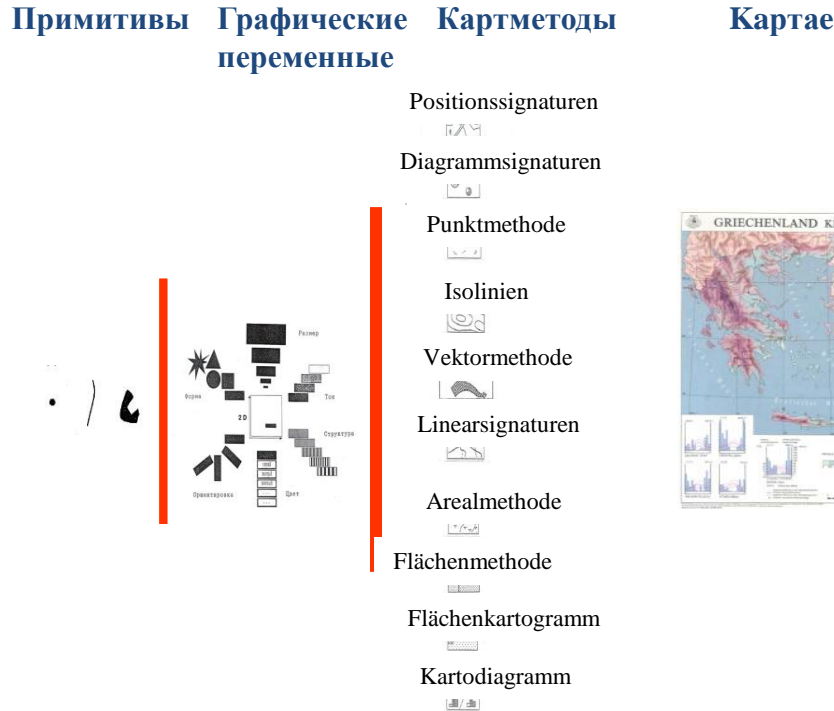 Примитивы
Графические переменные
Картметоды
Картае
Positionssignaturen
Diagrammsignaturen
Punktmethode
Isolinien
Vektormethode
Linearsignaturen
Arealmethode
Flächenmethode
Flächenkartogramm
Kartodiagramm
Размер
Форма
Тон
2D
Структура
Ориентировка
Цвет
GRIECHENLAND